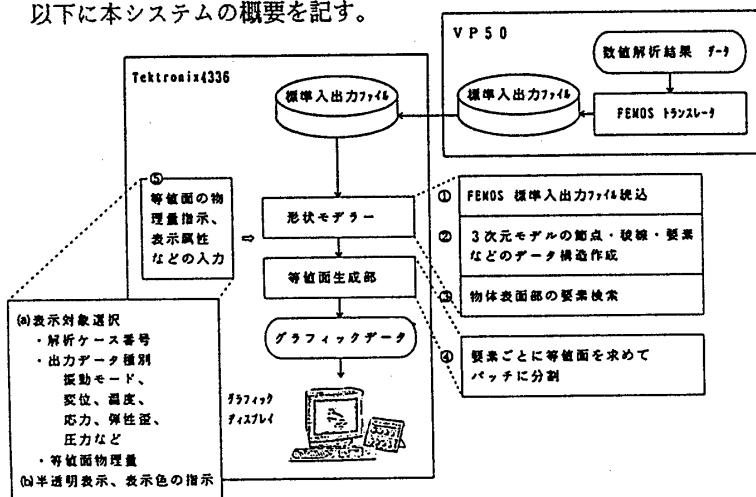 以下に本システムの概要を記す。
VP50
数値解析結果 データ
FEMOS トランスレータ
標準入出力ファイル
Tektronix4336
標準入出力ファイル
形状モデラー
等値面生成部
グラフィックデータ
グラフィック
ディスプレイ
⑤
等値面の物
理量指示、
表示属性
などの入力
⇨
① FEMOS 標準入出力ファイル読込
② 3次元モデルの節点・稜線・要素
などのデータ構造作成
③ 物体表面部の要素検索
④ 要素ごとに等値面を求めて
パッチに分割
(a)表示対象選択
・解析ケース番号
・出力データ種別
振動モード、
変位、温度、
応力、弾性歪、
圧力など
・等値面物理量
(b)半透明表示、表示色の指示